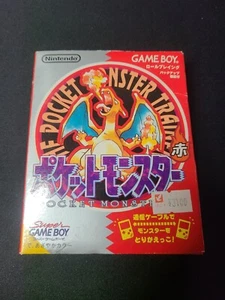 Nintendo
GAME BOY
ロールプレイング
THE POCKET MONSTER TRAINER
赤
ポケットモンスター
POCKET MONSTERS
通信ケーブルで
モンスターを
とりかえっこ!
Super
GAME BOY